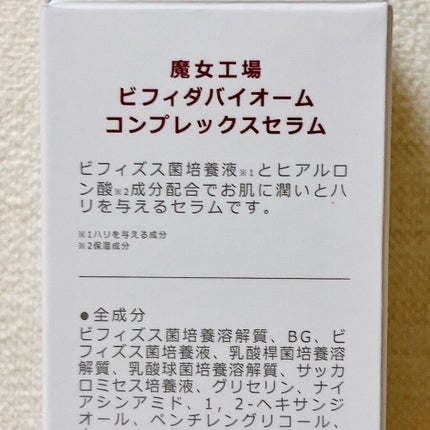 魔女工場
ビフィダバイオーム
コンプレックスセラム
ビフィズス菌培養液※1とヒアルロ
ン酸※2成分配合でお肌に潤いとハ
リを与えるセラムです。
※1ハリを与える成分
※2保湿成分
●全成分
ビフィズス菌培養溶解質、BG、ビ
フィズス菌培養液、乳酸桿菌培養溶
解質、乳酸球菌培養溶解質、サッカ
ロミセス培養液、グリセリン、ナイ
アシンアミド、1，2-ヘキサンジ
オール、ペンチレングリコール、